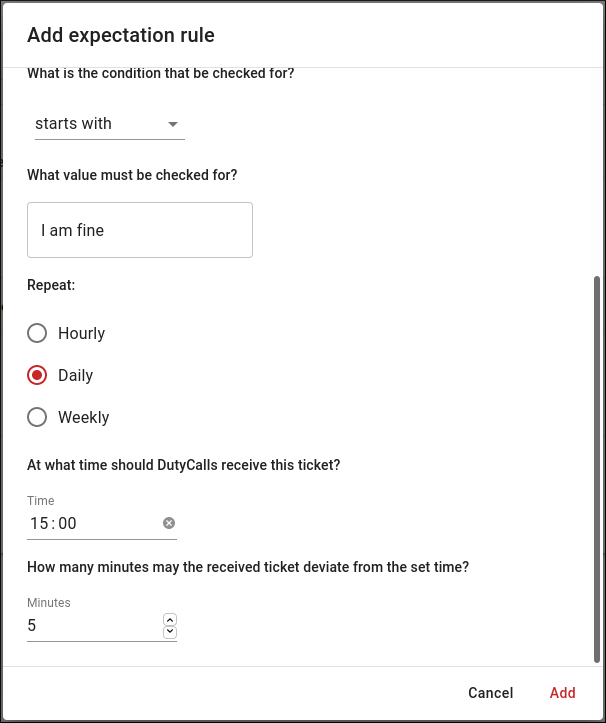 Add expectation rule
What is the condition that be checked for?
starts with
What value must be checked for?
I am fine
Repeat:
Hourly
Daily
Weekly
At what time should DutyCalls receive this ticket?
Time
15:00
How many minutes may the received ticket deviate from the set time?
Minutes
5
Cancel Add